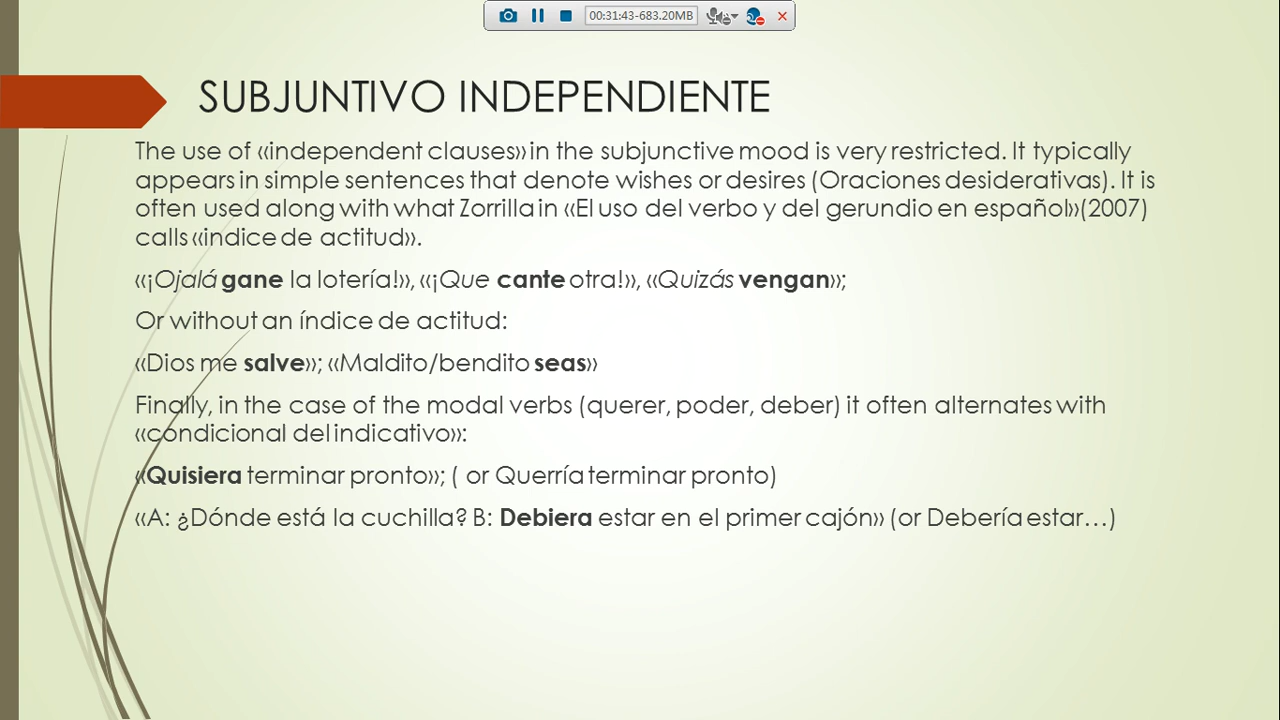 00:31:43-683.20MB
SUBJUNTIVO INDEPENDIENTE
The use of «independent clauses» in the subjunctive mood is very restricted. It typically
appears in simple sentences that denote wishes or desires (Oraciones desiderativas). It is
often used along with what Zorrilla in «El uso del verbo y del gerundio en español»(2007)
calls «indice de actitud».
«¡Ojalá gane la lotería!», «¡Que cante otra!», «Quizás vengan»;
Or without an índice de actitud:
«Dios me salve»; «Maldito/bendito seas»
Finally, in the case of the modal verbs (querer, poder, deber) it often alternates with
«condicional del indicativo»:
«Quisiera terminar pronto»; ( or Querría terminar pronto)
«A: ¿Dónde está la cuchilla? B: Debiera estar en el primer cajón» (or Debería estar…)